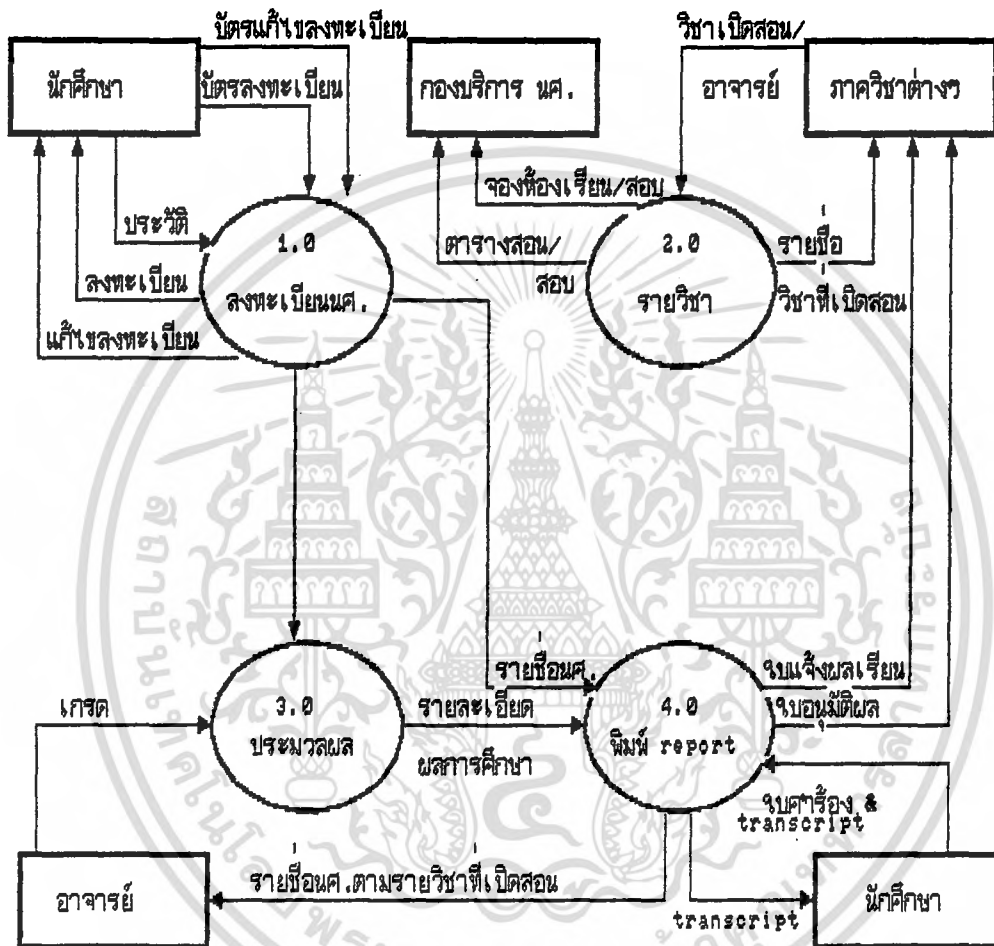 บัตรแก้ไขลงทะเบียน
วิชาเปิดสอน/
นักศึกษา
บัตรลงทะเบียน
กองบริการ นศ.
อาจารย์
ภาควิชาต่างๆ
ประวัติ
จองห้องเรียน/สอบ
1.0
ตารางสอน/
2.0
รายชื่อ
ลงทะเบียน
ลงทะเบียนนศ.
สอบ
รายวิชา
วิชาที่เปิดสอน
แก้ไขลงทะเบียน
รายชื่อนศ.
ใบแจ้งผลเรียน
เกรด
3.0
รายละเอียด
4.0
ใบอนุมัติผล
ประมวลผล
ผลการศึกษา
พิมพ์ report
ใบคำร้อง &
transcript
อาจารย์
รายชื่อนศ.ตามรายวิชาที่เปิดสอน
transcript
นักศึกษา